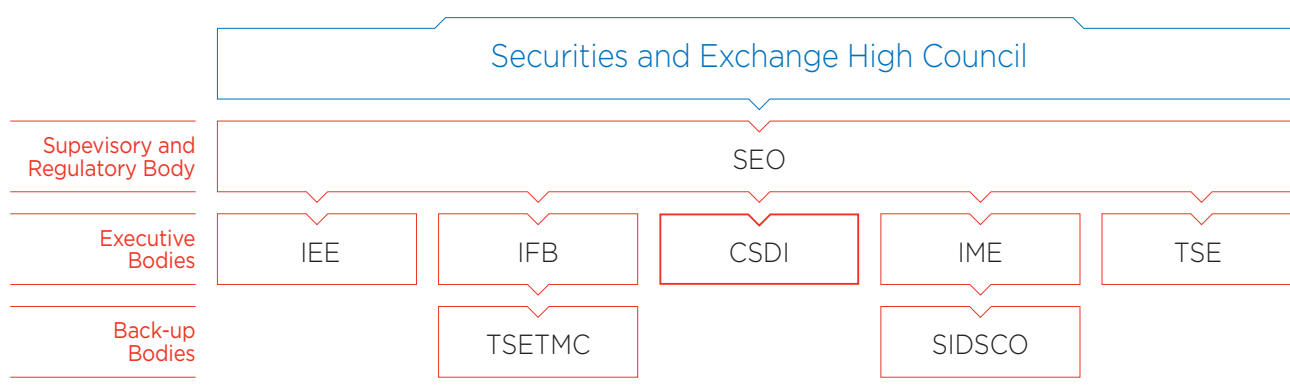 Securities and Exchange High Council
Supevisory and
Regulatory Body
SEO
Executive
Bodies
IEE
IFB
CSDI
IME
TSE
Back-up
Bodies
TSETMC
SIDSCO